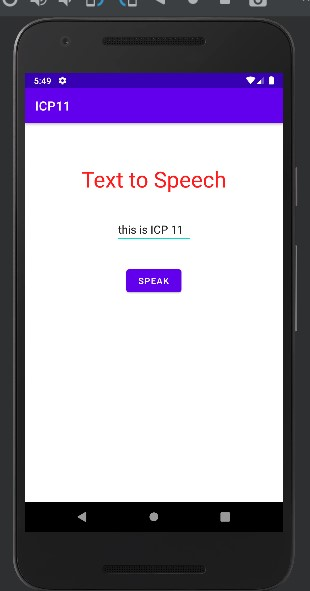 5:49
ICP11
Text to Speech
this is ICP 11
SPEAK